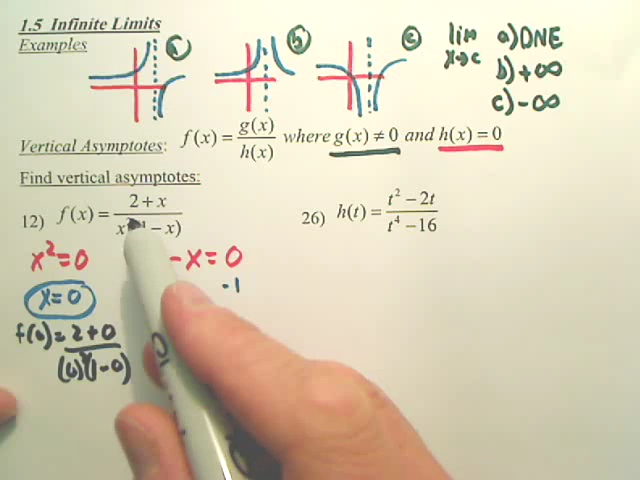 1.5 Infinite Limits
Examples
a b c
lim x→c a) DNE
b) +∞
c) -∞
Vertical Asymptotes: f(x) = g(x)/h(x) where g(x) ≠ 0 and h(x) = 0
Find vertical asymptotes:
12) f(x) = 2 + x / x² - x)
26) h(t) = t² - 2t / t⁴ - 16
x² = 0 - x = 0
x = 0 -1
f(0) = 2+0 / (0)(1-0)